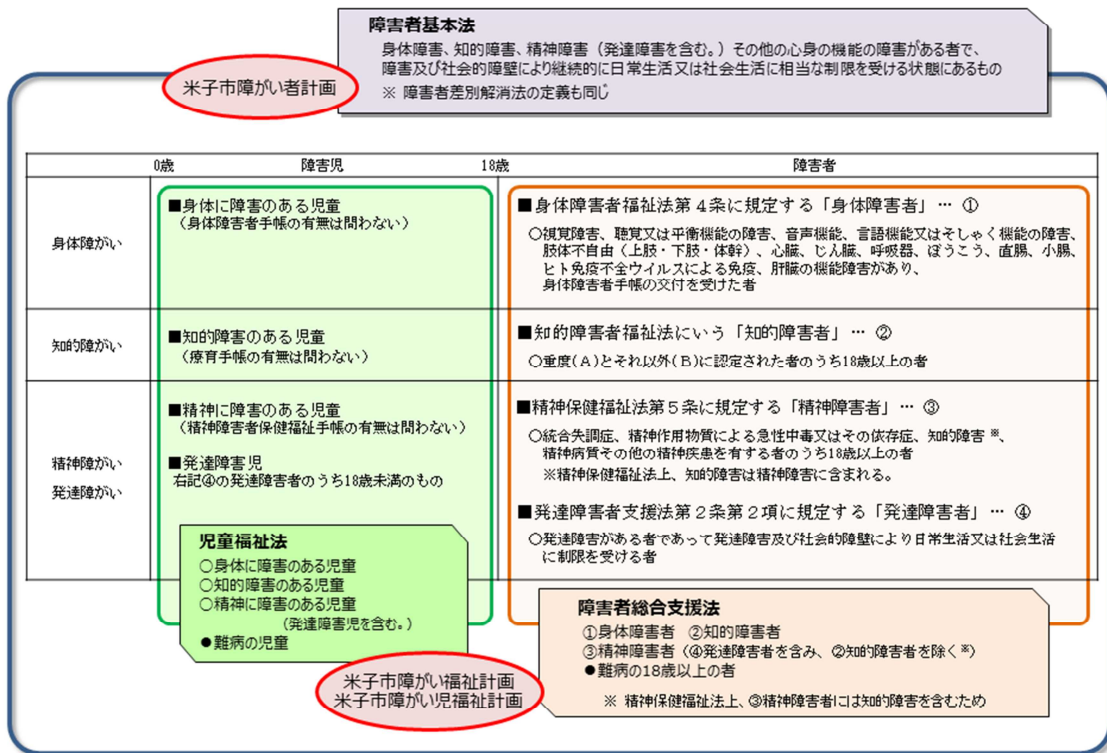 障害者基本法
身体障害、知的障害、精神障害（発達障害を含む。）その他の心身の機能の障害がある者で、
障害及び社会的障壁により継続的に日常生活又は社会生活に相当な制限を受ける状態にあるもの
※ 障害者差別解消法の定義も同じ
米子市障がい者計画
0歳 障害児 18歳 障害者
身体障がい
■身体に障害のある児童
（身体障害者手帳の有無は問わない）
■身体障害者福祉法第４条に規定する「身体障害者」… ①
○視覚障害、聴覚又は平衡機能の障害、音声機能、言語機能又はそしゃく機能の障害、
肢体不自由（上肢・下肢・体幹）、心臓、じん臓、呼吸器、ぼうこう、直腸、小腸、
ヒト免疫不全ウイルスによる免疫、肝臓の機能障害があり、
身体障害者手帳の交付を受けた者
知的障がい
■知的障害のある児童
（療育手帳の有無は問わない）
■知的障害者福祉法にいう「知的障害者」… ②
○重度(Ａ)とそれ以外(Ｂ)に認定された者のうち18歳以上の者
精神障がい
発達障がい
■精神に障害のある児童
（精神障害者保健福祉手帳の有無は問わない）
■発達障害児
右記④の発達障害者のうち18歳未満のもの
■精神保健福祉法第５条に規定する「精神障害者」… ③
○統合失調症、精神作用物質による急性中毒又はその依存症、知的障害※、
精神病質その他の精神疾患を有する者のうち18歳以上の者
※精神保健福祉法上、知的障害は精神障害に含まれる。
■発達障害者支援法第２条第２項に規定する「発達障害者」… ④
○発達障害がある者であって発達障害及び社会的障壁により日常生活又は社会生活
に制限を受ける者
児童福祉法
○身体に障害のある児童
○知的障害のある児童
○精神に障害のある児童
（発達障害児を含む。）
●難病の児童
障害者総合支援法
①身体障害者 ②知的障害者
③精神障害者（④発達障害者を含み、②知的障害者を除く※）
●難病の18歳以上の者
※ 精神保健福祉法上、③精神障害者には知的障害を含むため
米子市障がい福祉計画
米子市障がい児福祉計画